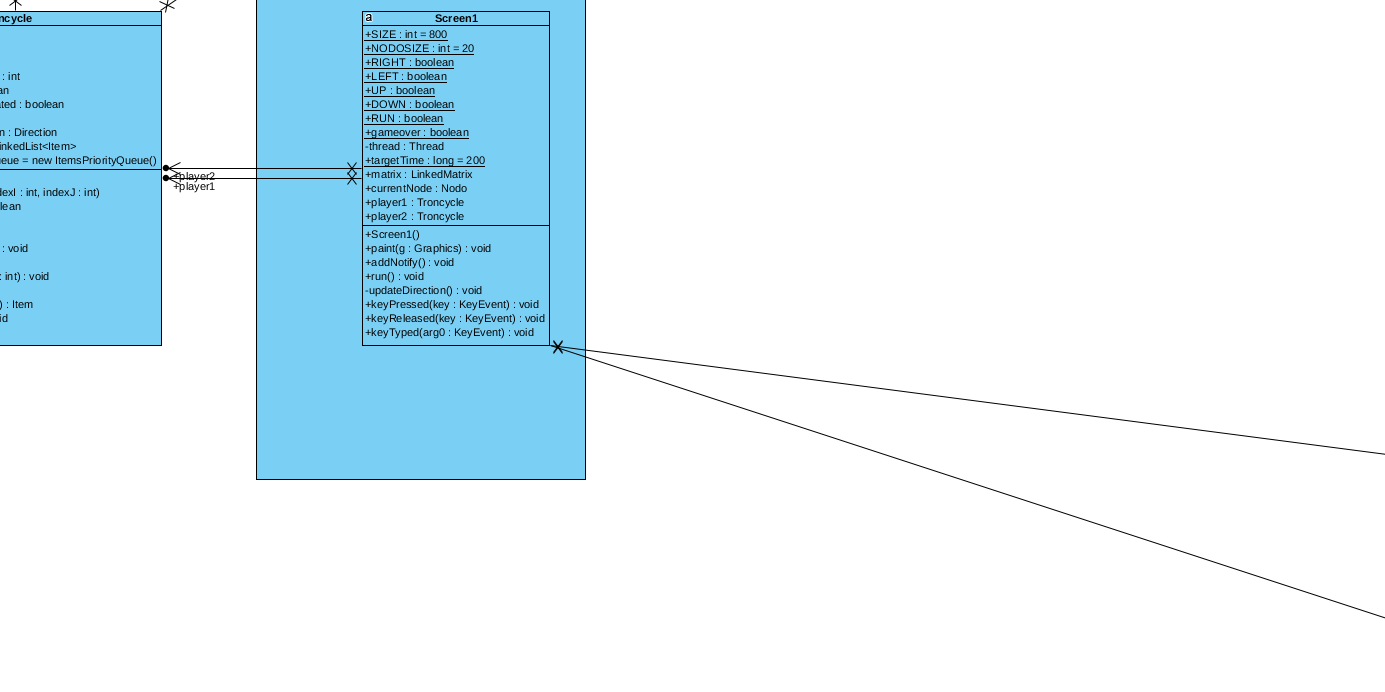 ncycle
: int
an
ated : boolean
n : Direction
inkedList<Item>
ueue = new ItemsPriorityQueue()
dexI : int, indexJ : int)
lean
: void
: int) : void
) : Item
id
+player2
+player1
a
Screen1
+SIZE : int = 800
+NODOSIZE : int = 20
+RIGHT : boolean
+LEFT : boolean
+UP : boolean
+DOWN : boolean
+RUN : boolean
+gameover : boolean
-thread : Thread
+targetTime : long = 200
+matrix : LinkedMatrix
+currentNode : Nodo
+player1 : Troncycle
+player2 : Troncycle
+Screen1()
+paint(g : Graphics) : void
+addNotify() : void
+run() : void
-updateDirection() : void
+keyPressed(key : KeyEvent) : void
+keyReleased(key : KeyEvent) : void
+keyTyped(arg0 : KeyEvent) : void